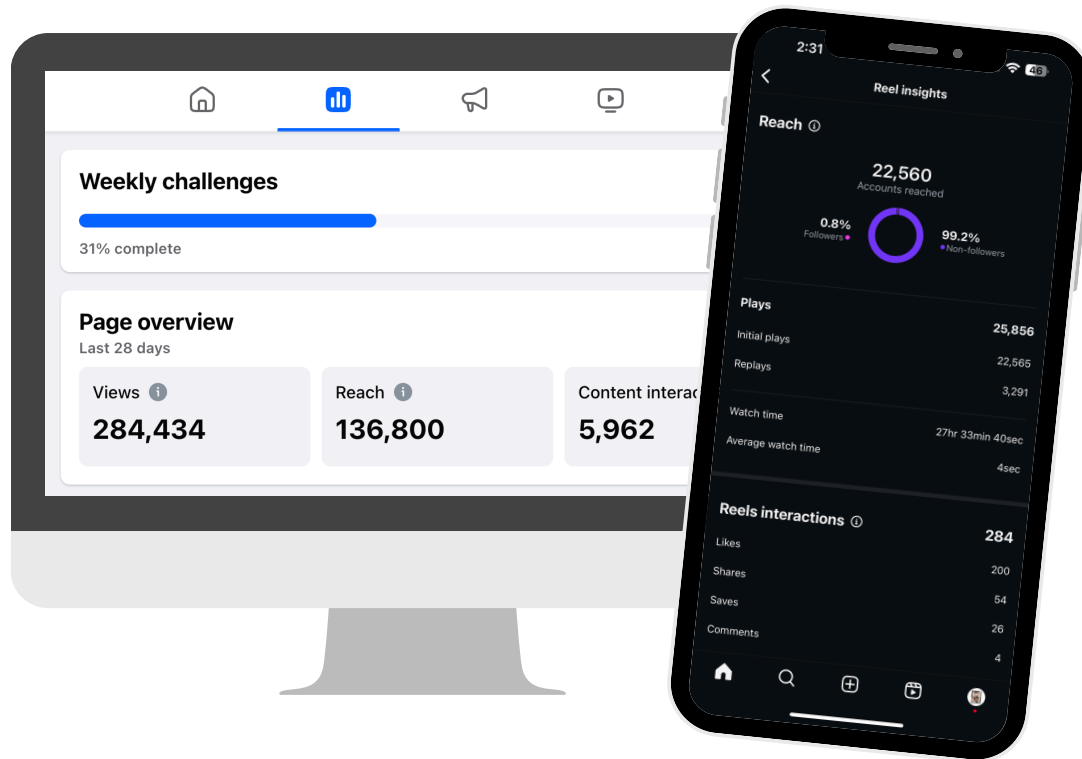 Weekly challenges
31% complete
Page overview
Last 28 days
Views
284,434
Reach
136,800
Content interac
5,962
2:31
46
Reel insights
Reach
22,560
Accounts reached
0.8%
Followers
99.2%
Non-followers
Plays 25,856
Initial plays 22,565
Replays 3,291
Watch time 27hr 33min 40sec
Average watch time 4sec
Reels interactions 284
Likes 200
Shares 54
Saves 26
Comments 4